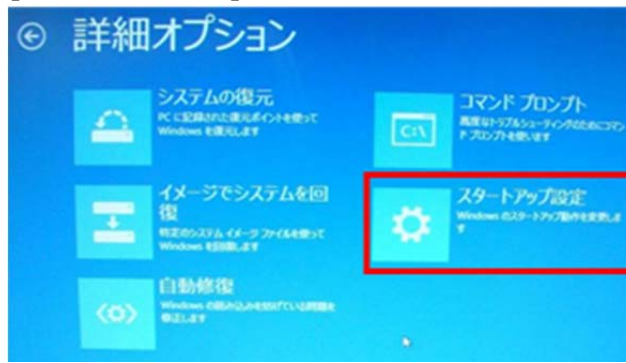 詳細オプション
システムの復元
PC に記録された復元ポイントを使って
Windows を復元します
イメージでシステムを回
復
特定のシステム イメージ ファイルを使って
Windows を回復します
自動修復
Windows の読み込みを妨げている問題を
修正します
コマンド プロンプト
高度なトラブルシューティングのためにコマン
ド プロンプトを使います
C:\
スタートアップ設定
Windows のスタートアップ動作を変更しま
す